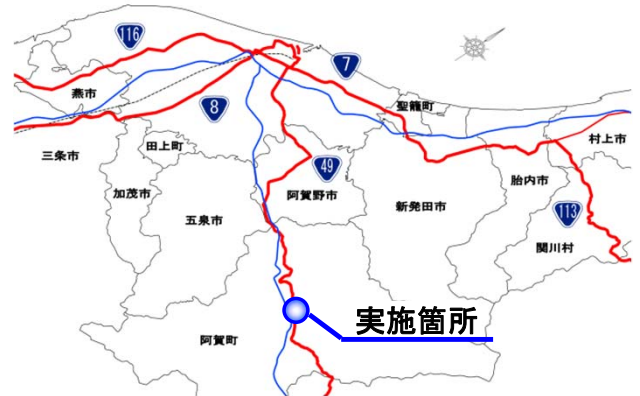 116
7
燕市
8
聖籠町
三条市
田上町
村上市
49
加茂市
阿賀野市
胎内市
五泉市
新発田市
113
関川村
実施箇所
阿賀町